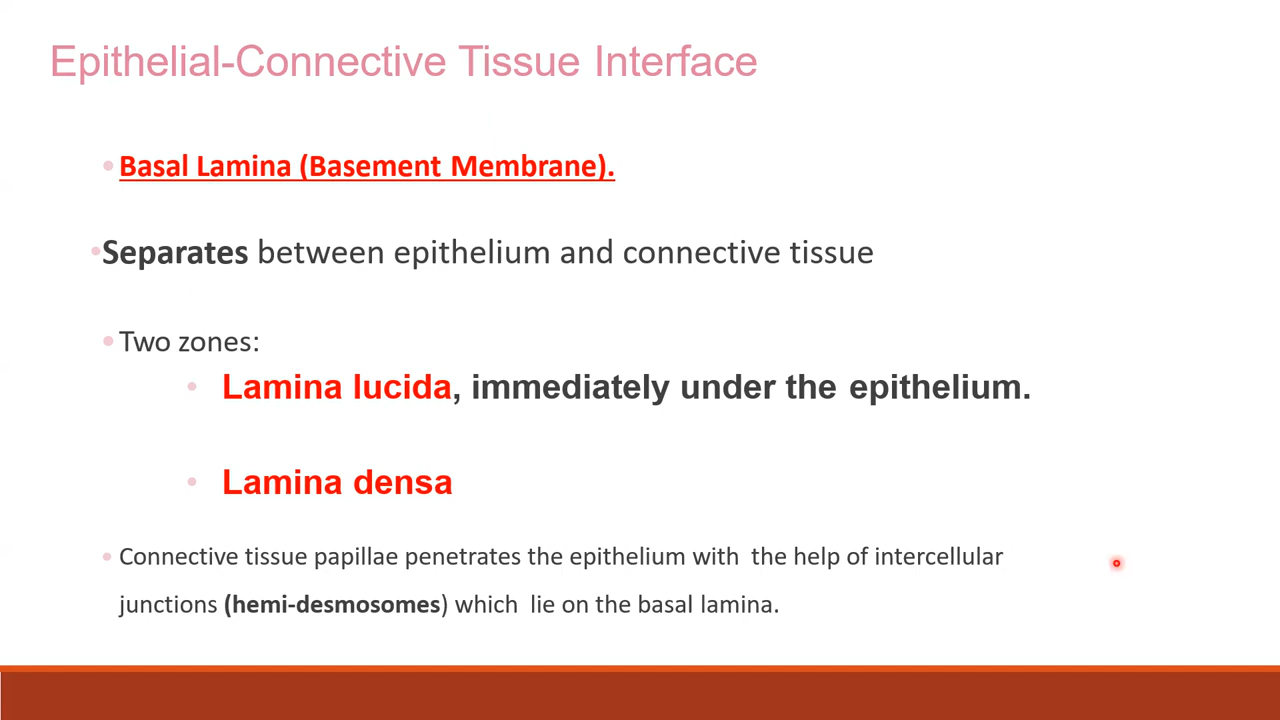 Epithelial-Connective Tissue Interface
•Basal Lamina (Basement Membrane).
•Separates between epithelium and connective tissue
•Two zones:
• Lamina lucida, immediately under the epithelium.
• Lamina densa
• Connective tissue papillae penetrates the epithelium with the help of intercellular
junctions (hemi-desmosomes) which lie on the basal lamina.